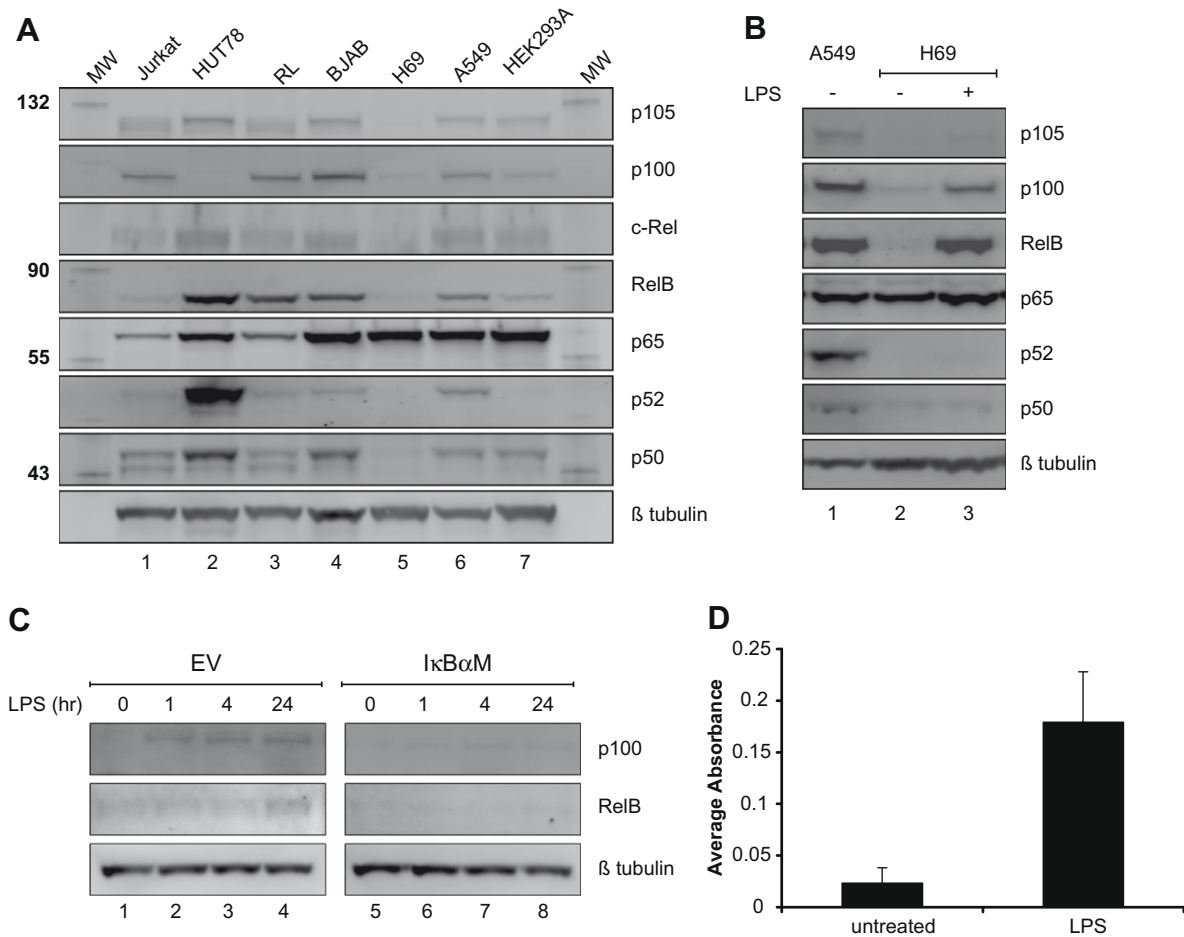 A
MW Jurkat HUT78 RL BJAB H69 A549 HEK293A MW
132
p105
p100
c-Rel
90
RelB
p65
55
p52
p50
43
ß tubulin
1 2 3 4 5 6 7
B
A549 H69
LPS - - +
p105
p100
RelB
p65
p52
p50
ß tubulin
1 2 3
C
EV IκBαM
LPS (hr) 0 1 4 24 0 1 4 24
p100
RelB
ß tubulin
1 2 3 4 5 6 7 8
D
Average Absorbance
0.25
0.2
0.15
0.1
0.05
0
untreated LPS